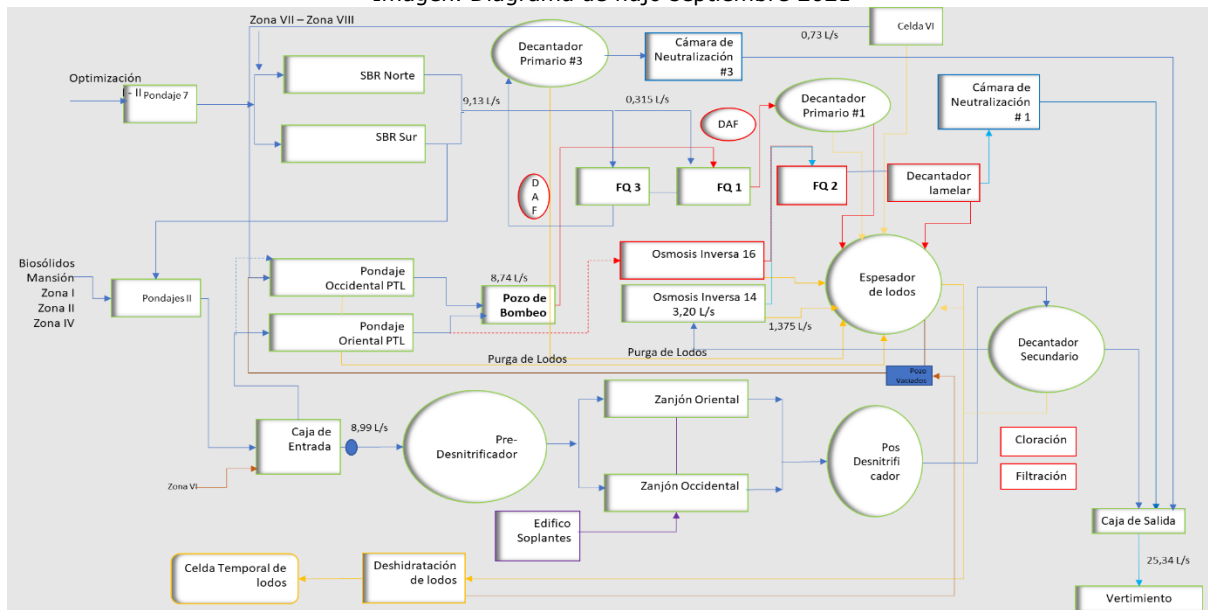 Imagen: Diagrama de flujo septiembre 2021
Zona VII – Zona VIII
Optimización
I - II
Pondaje 7
SBR Norte
SBR Sur
9,13 L/s
Decantador
Primario #3
Cámara de
Neutralización
#3
0,315 L/s
0,73 L/s
Celda VI
DAF
Decantador
Primario #1
Cámara de
Neutralización
# 1
D
A
F
FQ 3
FQ 1
FQ 2
Decantador
lamelar
Biosólidos
Mansión
Zona I
Zona II
Zona IV
Pondajes II
Pondaje
Occidental PTL
Pondaje
Oriental PTL
8,74 L/s
Pozo de
Bombeo
Osmosis Inversa 16
Osmosis Inversa 14
3,20 L/s
1,375 L/s
Espesador
de lodos
Purga de Lodos
Purga de Lodos
Decantador
Secundario
Pozo
Vaciados
Caja de
Entrada
8,99 L/s
Zona VI
Pre-
Desnitrificador
Zanjón Oriental
Zanjón Occidental
Edifico
Soplantes
Pos
Desnitrifi
cador
Cloración
Filtración
Caja de Salida
25,34 L/s
Vertimiento
Celda Temporal de
lodos
Deshidratación
de lodos